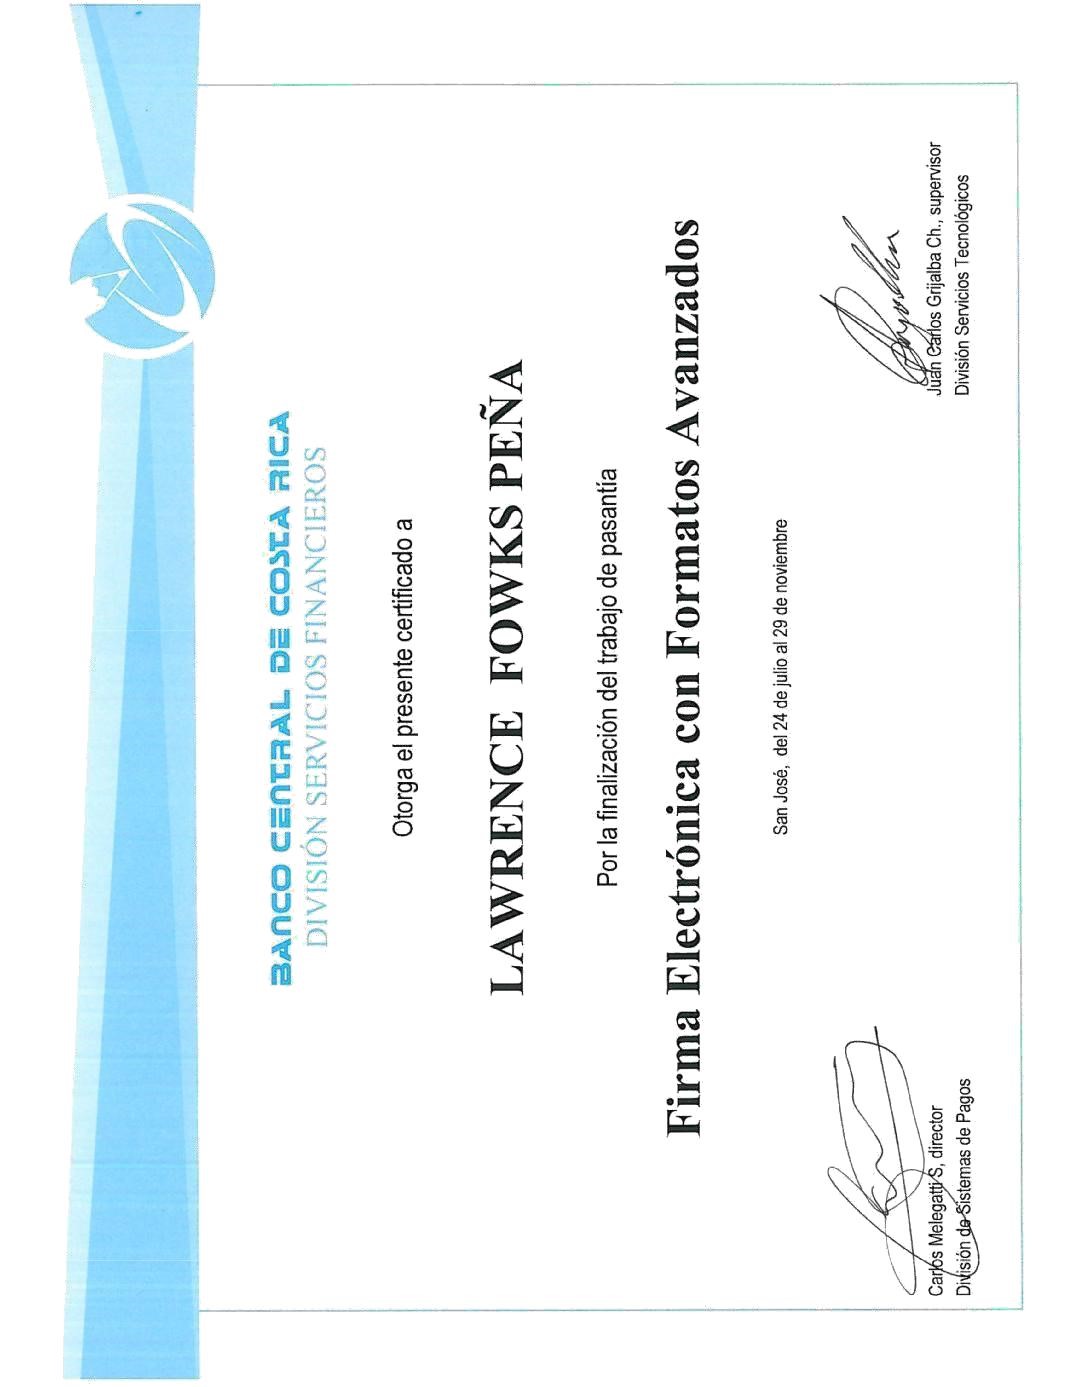 BANCO CENTRAL DE COSTA RICA
DIVISIÓN SERVICIOS FINANCIEROS
Otorga el presente certificado a
LAWRENCE FOWKS PEÑA
Por la finalización del trabajo de pasantía
Firma Electrónica con Formatos Avanzados
San José, del 24 de julio al 29 de noviembre
Carlos Melegatti S, director
División de Sistemas de Pagos
Juan Carlos Grijalba Ch., supervisor
División Servicios Tecnológicos